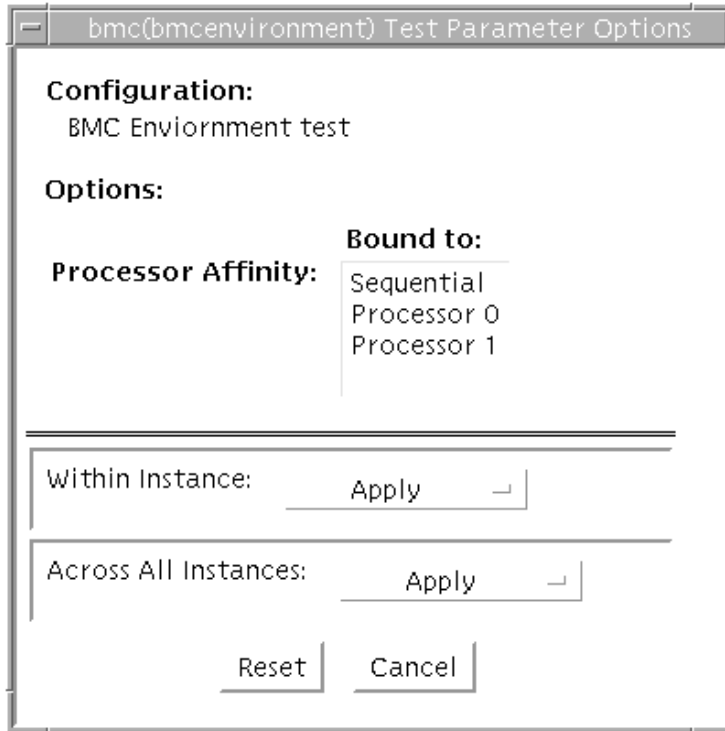 bmc(bmcenvironment) Test Parameter Options
Configuration:
BMC Enviornment test
Options:
Bound to:
Processor Affinity:
Sequential
Processor 0
Processor 1
Within Instance: Apply
Across All Instances: Apply
Reset Cancel